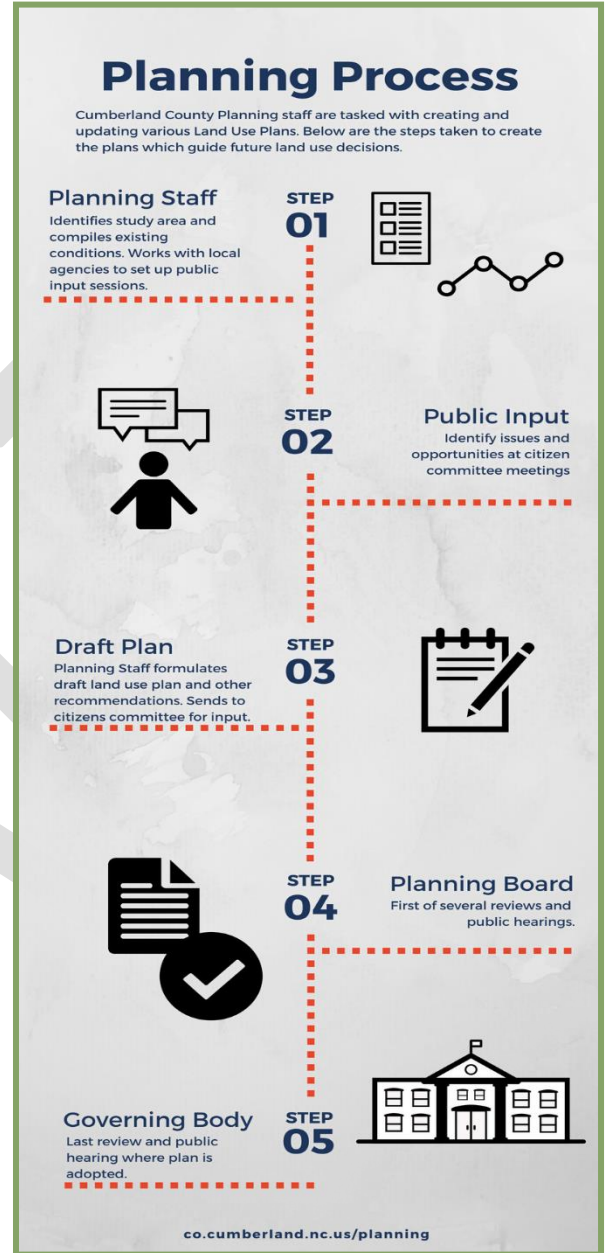 Planning Process
Cumberland County Planning staff are tasked with creating and
updating various Land Use Plans. Below are the steps taken to create
the plans which guide future land use decisions.
Planning Staff
Identifies study area and
compiles existing
conditions. Works with local
agencies to set up public
input sessions.
STEP
01
STEP
02
Public Input
Identify issues and
opportunities at citizen
committee meetings
Draft Plan
Planning Staff formulates
draft land use plan and other
recommendations. Sends to
citizens committee for input.
STEP
03
STEP
04
Planning Board
First of several reviews and
public hearings.
Governing Body
Last review and public
hearing where plan is
adopted.
STEP
05
co.cumberland.nc.us/planning